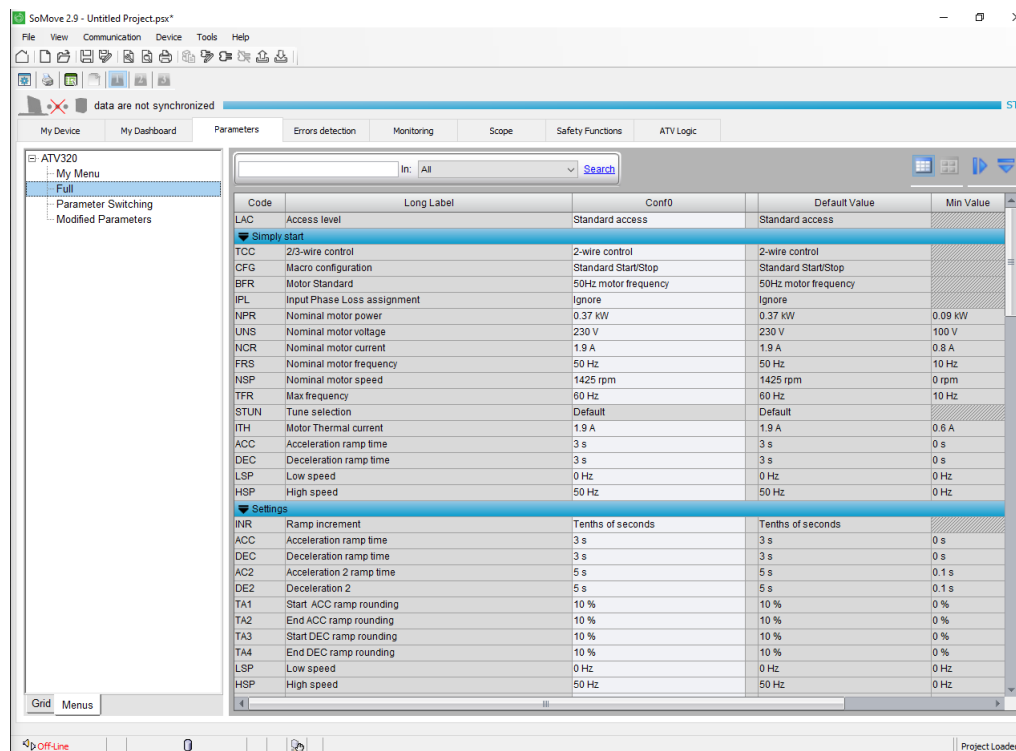 SoMove 2.9 - Untitled Project.psx*
File View Communication Device Tools Help
data are not synchronized ST
My Device My Dashboard Parameters Errors detection Monitoring Scope Safety Functions ATV Logic
ATV320
My Menu
Full
Parameter Switching
Modified Parameters
In: All Search
Code Long Label Conf0 Default Value Min Value
LAC Access level Standard access Standard access
Simply start
TCC 2/3-wire control 2-wire control 2-wire control
CFG Macro configuration Standard Start/Stop Standard Start/Stop
BFR Motor Standard 50Hz motor frequency 50Hz motor frequency
IPL Input Phase Loss assignment Ignore Ignore
NPR Nominal motor power 0.37 kW 0.37 kW 0.09 kW
UNS Nominal motor voltage 230 V 230 V 100 V
NCR Nominal motor current 1.9 A 1.9 A 0.8 A
FRS Nominal motor frequency 50 Hz 50 Hz 10 Hz
NSP Nominal motor speed 1425 rpm 1425 rpm 0 rpm
TFR Max frequency 60 Hz 60 Hz 10 Hz
STUN Tune selection Default Default
ITH Motor Thermal current 1.9 A 1.9 A 0.6 A
ACC Acceleration ramp time 3 s 3 s 0 s
DEC Deceleration ramp time 3 s 3 s 0 s
LSP Low speed 0 Hz 0 Hz 0 Hz
HSP High speed 50 Hz 50 Hz 0 Hz
Settings
INR Ramp increment Tenths of seconds Tenths of seconds
ACC Acceleration ramp time 3 s 3 s 0 s
DEC Deceleration ramp time 3 s 3 s 0 s
AC2 Acceleration 2 ramp time 5 s 5 s 0.1 s
DE2 Deceleration 2 5 s 5 s 0.1 s
TA1 Start ACC ramp rounding 10 % 10 % 0 %
TA2 End ACC ramp rounding 10 % 10 % 0 %
TA3 Start DEC ramp rounding 10 % 10 % 0 %
TA4 End DEC ramp rounding 10 % 10 % 0 %
LSP Low speed 0 Hz 0 Hz 0 Hz
HSP High speed 50 Hz 50 Hz 0 Hz
Grid Menus
Off-Line Project Loaded